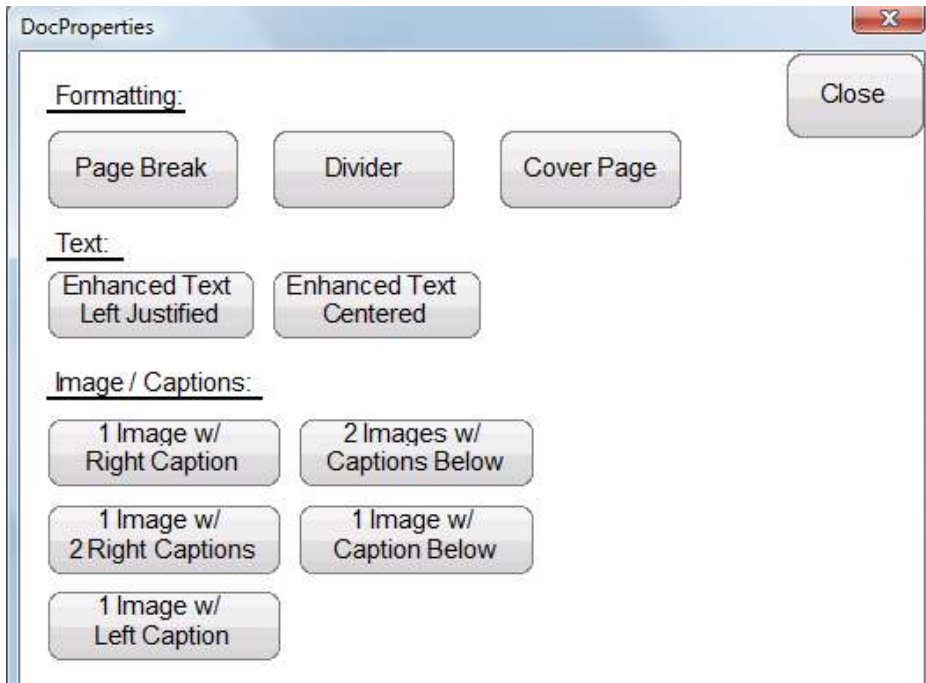 DocProperties
Close
Formatting:
Page Break
Divider
Cover Page
Text:
Enhanced Text
Left Justified
Enhanced Text
Centered
Image / Captions:
1 Image w/
Right Caption
2 Images w/
Captions Below
1 Image w/
2 Right Captions
1 Image w/
Caption Below
1 Image w/
Left Caption